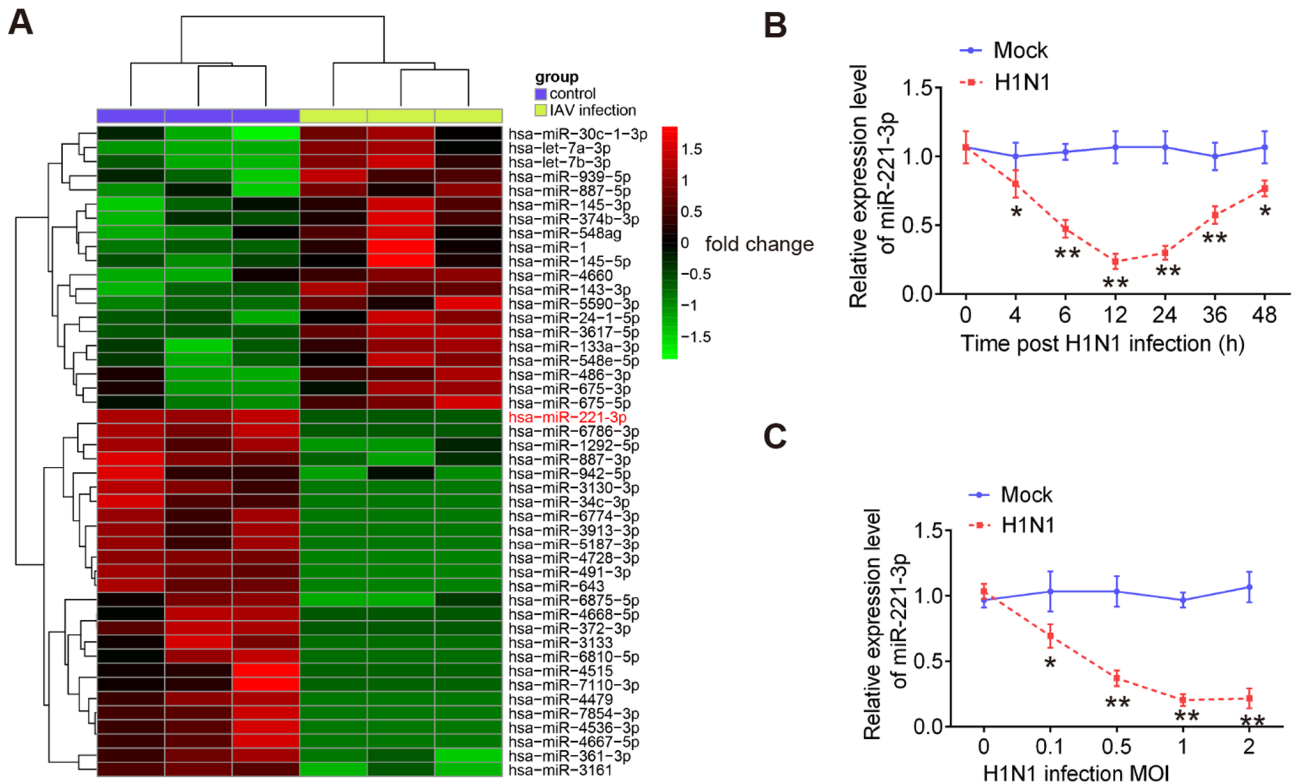 A
group
control
IAV infection
hsa-miR-30c-1-3p
hsa-let-7a-3p
hsa-let-7b-3p
hsa-miR-939-5p
hsa-miR-887-5p
hsa-miR-145-3p
hsa-miR-374b-3p
hsa-miR-548ag
hsa-miR-1
hsa-miR-145-5p
hsa-miR-4660
hsa-miR-143-3p
hsa-miR-5590-3p
hsa-miR-24-1-5p
hsa-miR-3617-5p
hsa-miR-133a-3p
hsa-miR-548e-5p
hsa-miR-486-3p
hsa-miR-675-3p
hsa-miR-675-5p
hsa-miR-221-3p
hsa-miR-6786-3p
hsa-miR-1292-5p
hsa-miR-887-3p
hsa-miR-942-5p
hsa-miR-3130-3p
hsa-miR-34c-3p
hsa-miR-6774-3p
hsa-miR-3913-3p
hsa-miR-5187-3p
hsa-miR-4728-3p
hsa-miR-491-3p
hsa-miR-643
hsa-miR-6875-5p
hsa-miR-4668-5p
hsa-miR-372-3p
hsa-miR-3133
hsa-miR-6810-5p
hsa-miR-4515
hsa-miR-7110-3p
hsa-miR-4479
hsa-miR-7854-3p
hsa-miR-4536-3p
hsa-miR-4667-5p
hsa-miR-361-3p
hsa-miR-3161
1.5
1
0.5
0
-0.5
-1
-1.5
fold change
B
Mock
H1N1
Relative expression level
of miR-221-3p
1.5
1.0
0.5
0.0
* ** ** ** ** *
0 4 6 12 24 36 48
Time post H1N1 infection (h)
C
Mock
H1N1
Relative expression level
of miR-221-3p
1.5
1.0
0.5
0.0
* ** ** **
0 0.1 0.5 1 2
H1N1 infection MOI